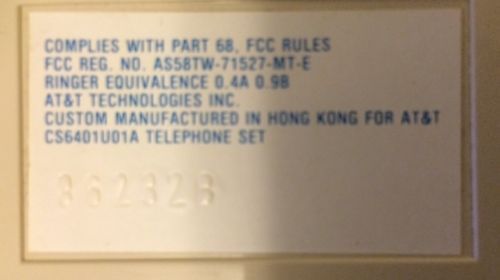 COMPLIES WITH PART 68, FCC RULES
FCC REG. NO. AS58TW-71527-MT-E
RINGER EQUIVALENCE 0.4A 0.9B
AT&T TECHNOLOGIES INC.
CUSTOM MANUFACTURED IN HONG KONG FOR AT&T
CS6401U01A TELEPHONE SET